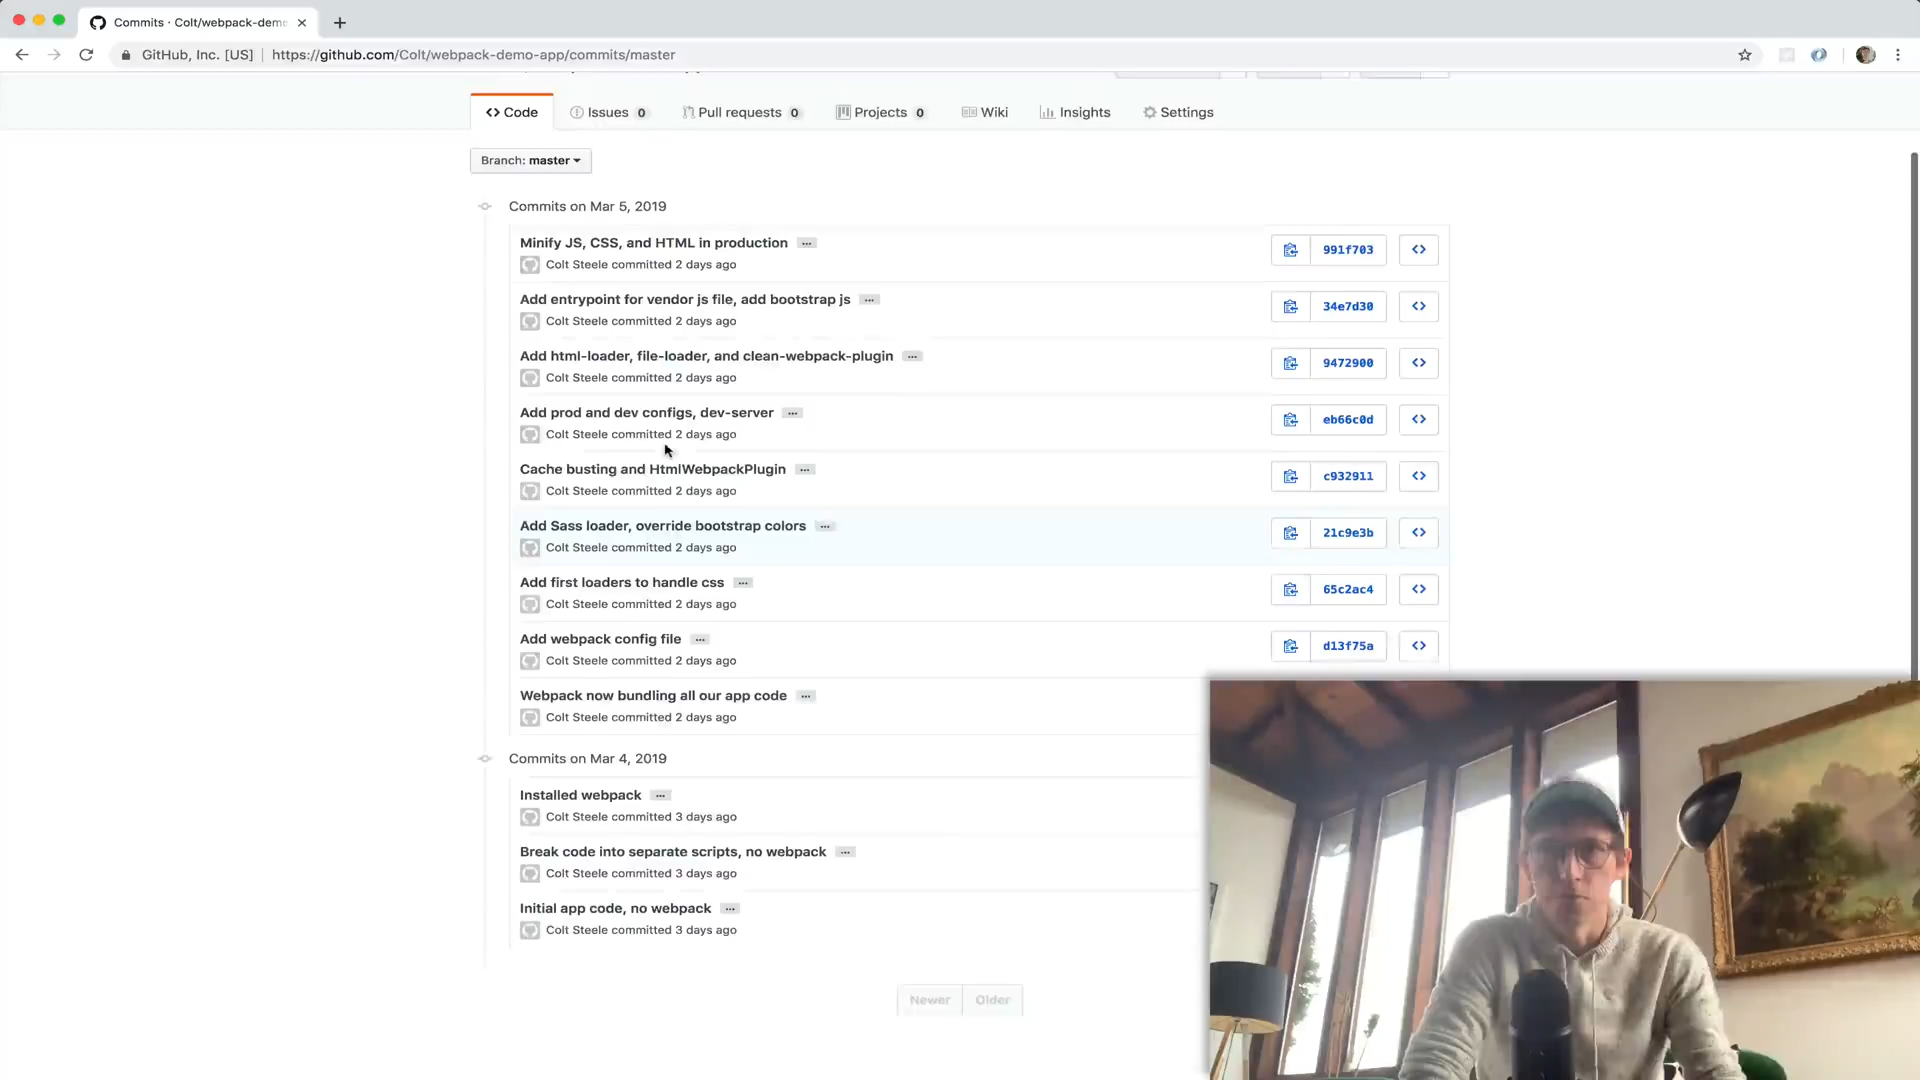 Commits · Colt/webpack-demo
GitHub, Inc. [US] | https://github.com/Colt/webpack-demo-app/commits/master
Code Issues 0 Pull requests 0 Projects 0 Wiki Insights Settings
Branch: master
Commits on Mar 5, 2019
Minify JS, CSS, and HTML in production ...
Colt Steele committed 2 days ago
991f703
Add entrypoint for vendor js file, add bootstrap js ...
Colt Steele committed 2 days ago
34e7d30
Add html-loader, file-loader, and clean-webpack-plugin ...
Colt Steele committed 2 days ago
9472900
Add prod and dev configs, dev-server ...
Colt Steele committed 2 days ago
eb66c0d
Cache busting and HtmlWebpackPlugin ...
Colt Steele committed 2 days ago
c932911
Add Sass loader, override bootstrap colors ...
Colt Steele committed 2 days ago
21c9e3b
Add first loaders to handle css ...
Colt Steele committed 2 days ago
65c2ac4
Add webpack config file ...
Colt Steele committed 2 days ago
d13f75a
Webpack now bundling all our app code ...
Colt Steele committed 2 days ago
Commits on Mar 4, 2019
Installed webpack ...
Colt Steele committed 3 days ago
Break code into separate scripts, no webpack ...
Colt Steele committed 3 days ago
Initial app code, no webpack ...
Colt Steele committed 3 days ago
Newer Older